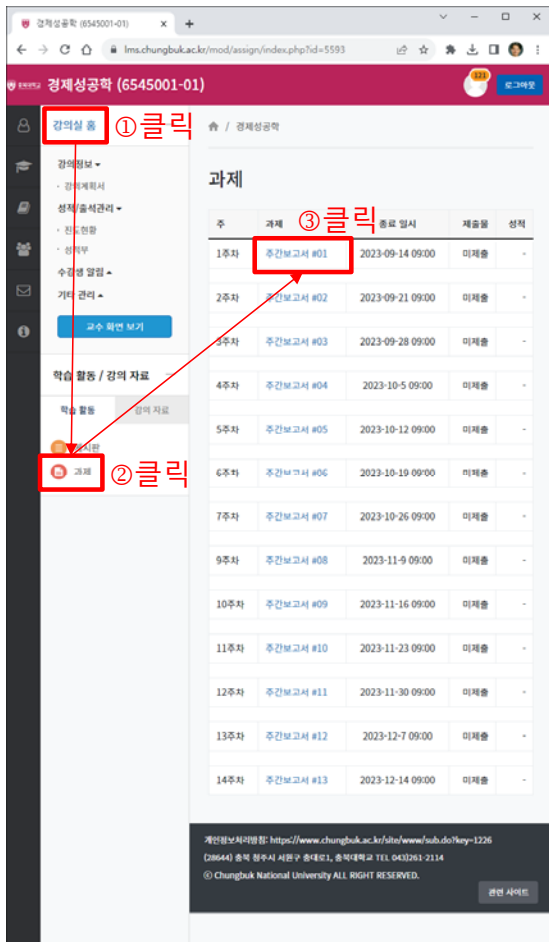 경제성공학 (6545001-01)
lms.chungbuk.ac.kr/mod/assign/index.php?id=5593
경제성공학 (6545001-01)
121
로그아웃
강의실 홈
①클릭
/ 경제성공학
강의정보
· 강의계획서
성적/출석관리
· 진도현황
· 성적부
수강생 알림
기타 관리
교수 화면 보기
학습 활동 / 강의 자료
학습 활동 강의 자료
게시판
과제
②클릭
과제
③클릭
주 과제 종료 일시 제출물 성적
1주차 주간보고서 #01 2023-09-14 09:00 미제출 -
2주차 주간보고서 #02 2023-09-21 09:00 미제출 -
3주차 주간보고서 #03 2023-09-28 09:00 미제출 -
4주차 주간보고서 #04 2023-10-5 09:00 미제출 -
5주차 주간보고서 #05 2023-10-12 09:00 미제출 -
6주차 주간보고서 #06 2023-10-19 09:00 미제출 -
7주차 주간보고서 #07 2023-10-26 09:00 미제출 -
9주차 주간보고서 #08 2023-11-9 09:00 미제출 -
10주차 주간보고서 #09 2023-11-16 09:00 미제출 -
11주차 주간보고서 #10 2023-11-23 09:00 미제출 -
12주차 주간보고서 #11 2023-11-30 09:00 미제출 -
13주차 주간보고서 #12 2023-12-7 09:00 미제출 -
14주차 주간보고서 #13 2023-12-14 09:00 미제출 -
개인정보처리방침: https://www.chungbuk.ac.kr/site/www/sub.do?key=1226
(28644) 충북 청주시 서원구 충대로1, 충북대학교 TEL 043)261-2114
ⓒ Chungbuk National University ALL RIGHT RESERVED.
관련 사이트